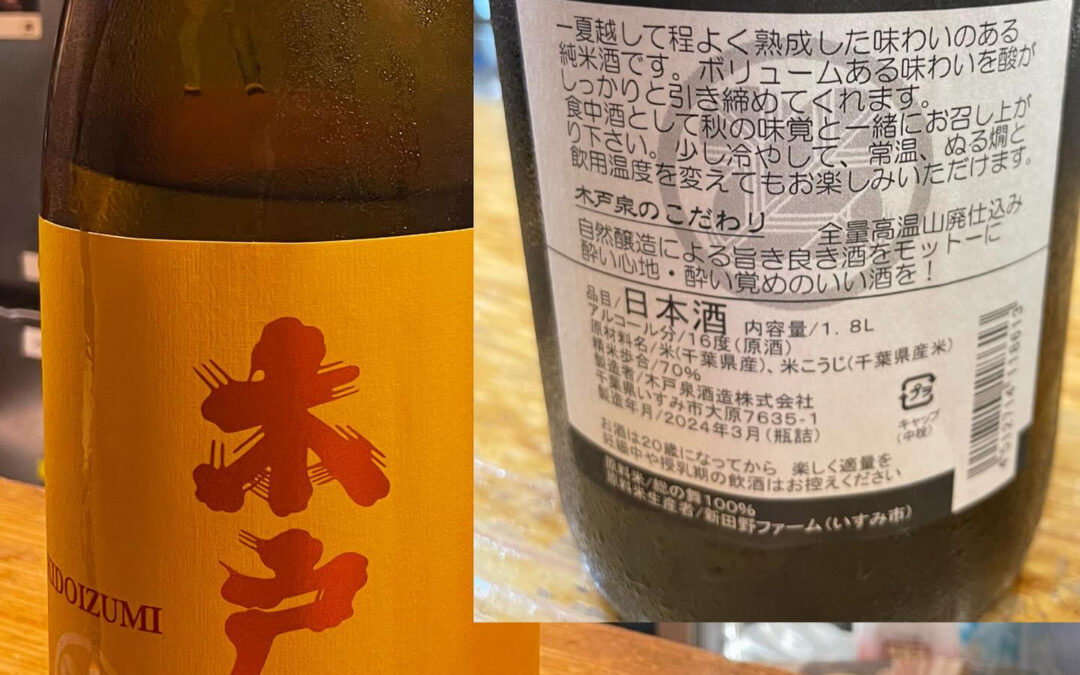 木戸
KIDOIZUMI
一夏越して程よく熟成した味わいのある
純米酒です。ボリュームある味わいを酸が
しっかりと引き締めてくれます。
食中酒として秋の味覚と一緒にお召し上が
り下さい。少し冷やして、常温、ぬる燗と
飲用温度を変えてもお楽しみいただけます。
木戸泉のこだわり 全量高温山廃仕込み
自然醸造による旨き良き酒をモットーに
酔い心地・酔い覚めのいい酒を!
品目/日本酒 内容量/1.8L
アルコール分/16度(原酒)
原材料名/米(千葉県産)、米こうじ(千葉県産米)
精米歩合/70%
製造者/木戸泉酒造株式会社
千葉県いすみ市大原7635-1
製造年月/2024年3月(瓶詰)
プラ
キャップ
(中栓)
お酒は20歳になってから 楽しく適量を
妊娠中や授乳期の飲酒はお控えください
原料米/総の舞100%
原料米生産者/新田野ファーム(いすみ市)